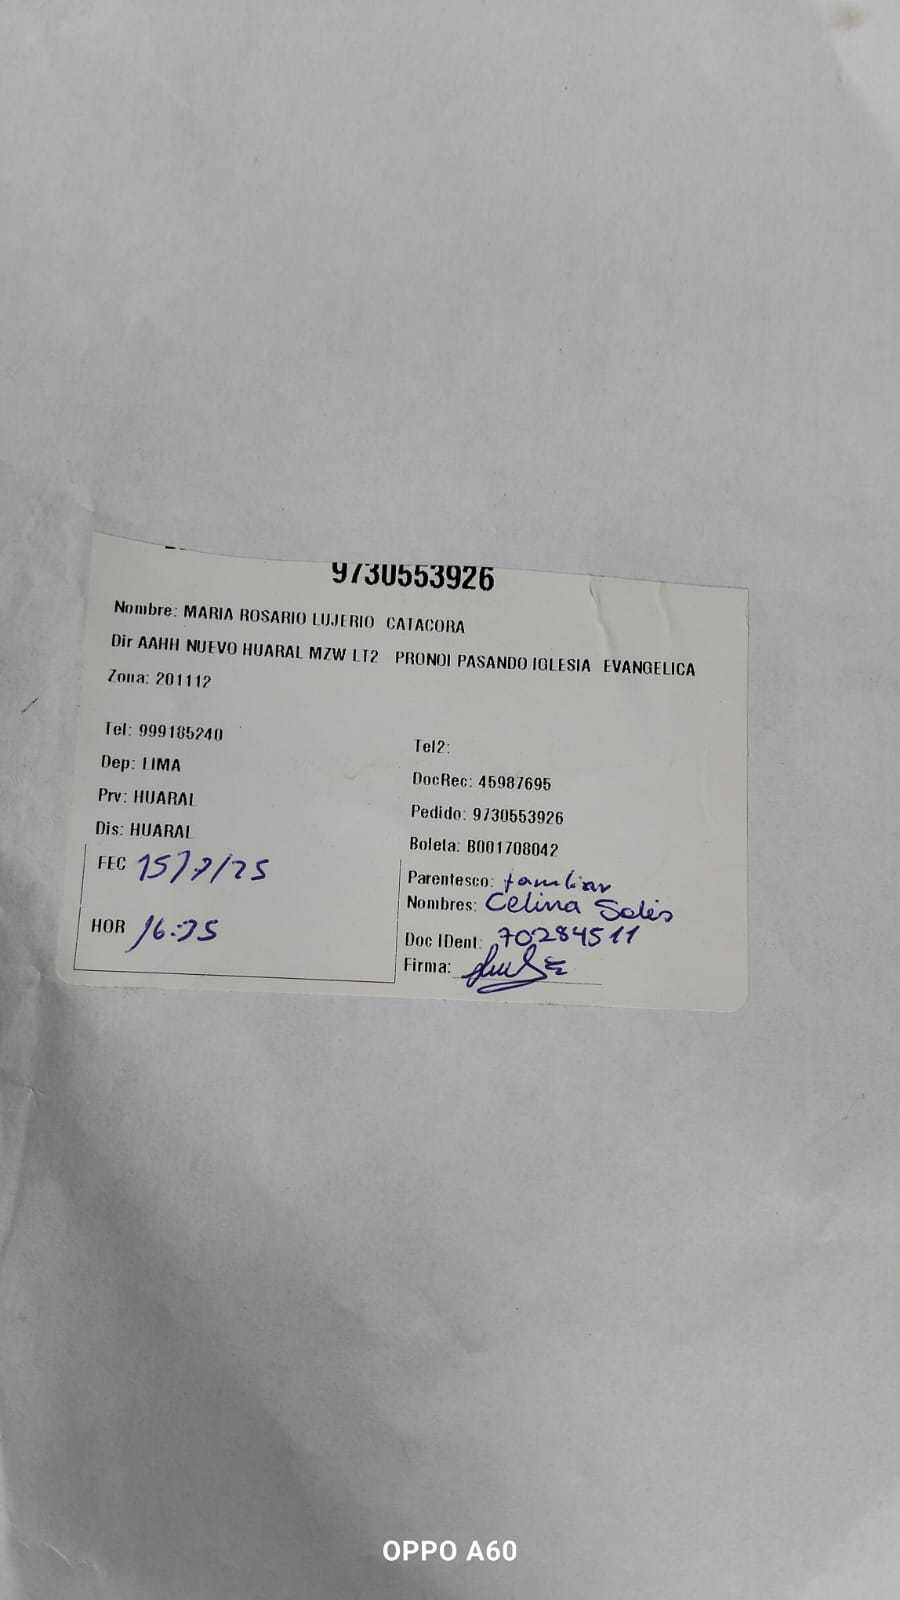 9730553926
Nombre: MARIA ROSARIO LUJERIO CATACORA
Dir AAHH NUEVO HUARAL MZW LT2 PRONOI PASANDO IGLESIA EVANGELICA
Zona: 201112
Tel: 999185240
Tel2:
Dep: LIMA
DocRec: 45987695
Prv: HUARAL
Pedido: 9730553926
Dis: HUARAL
Boleta: B001708042
FEC 15/7/25
Parentesco: familiar
Nombres: Celina Solis
HOR 16:35
Doc IDent: 70284511
Firma:
OPPO A60